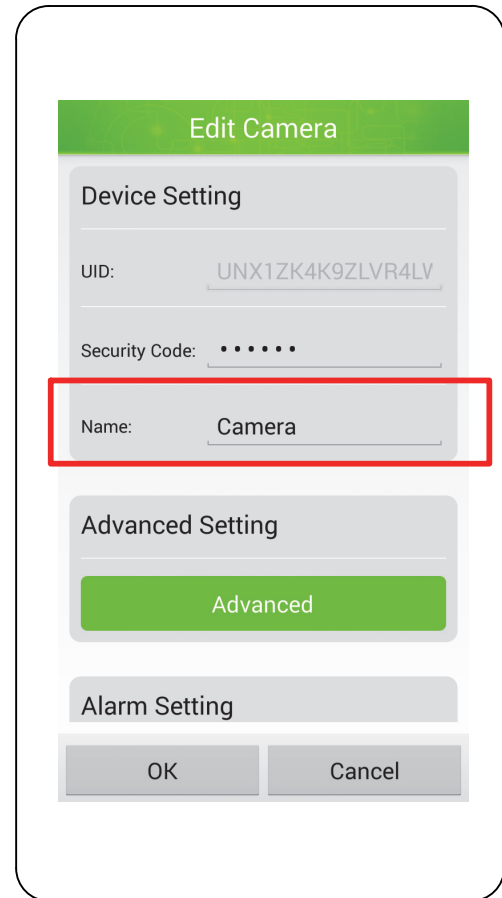 Edit Camera
Device Setting
UID: UNX1ZK4K9ZLVR4LV
Security Code: ••••••
Name: Camera
Advanced Setting
Advanced
Alarm Setting
OK Cancel